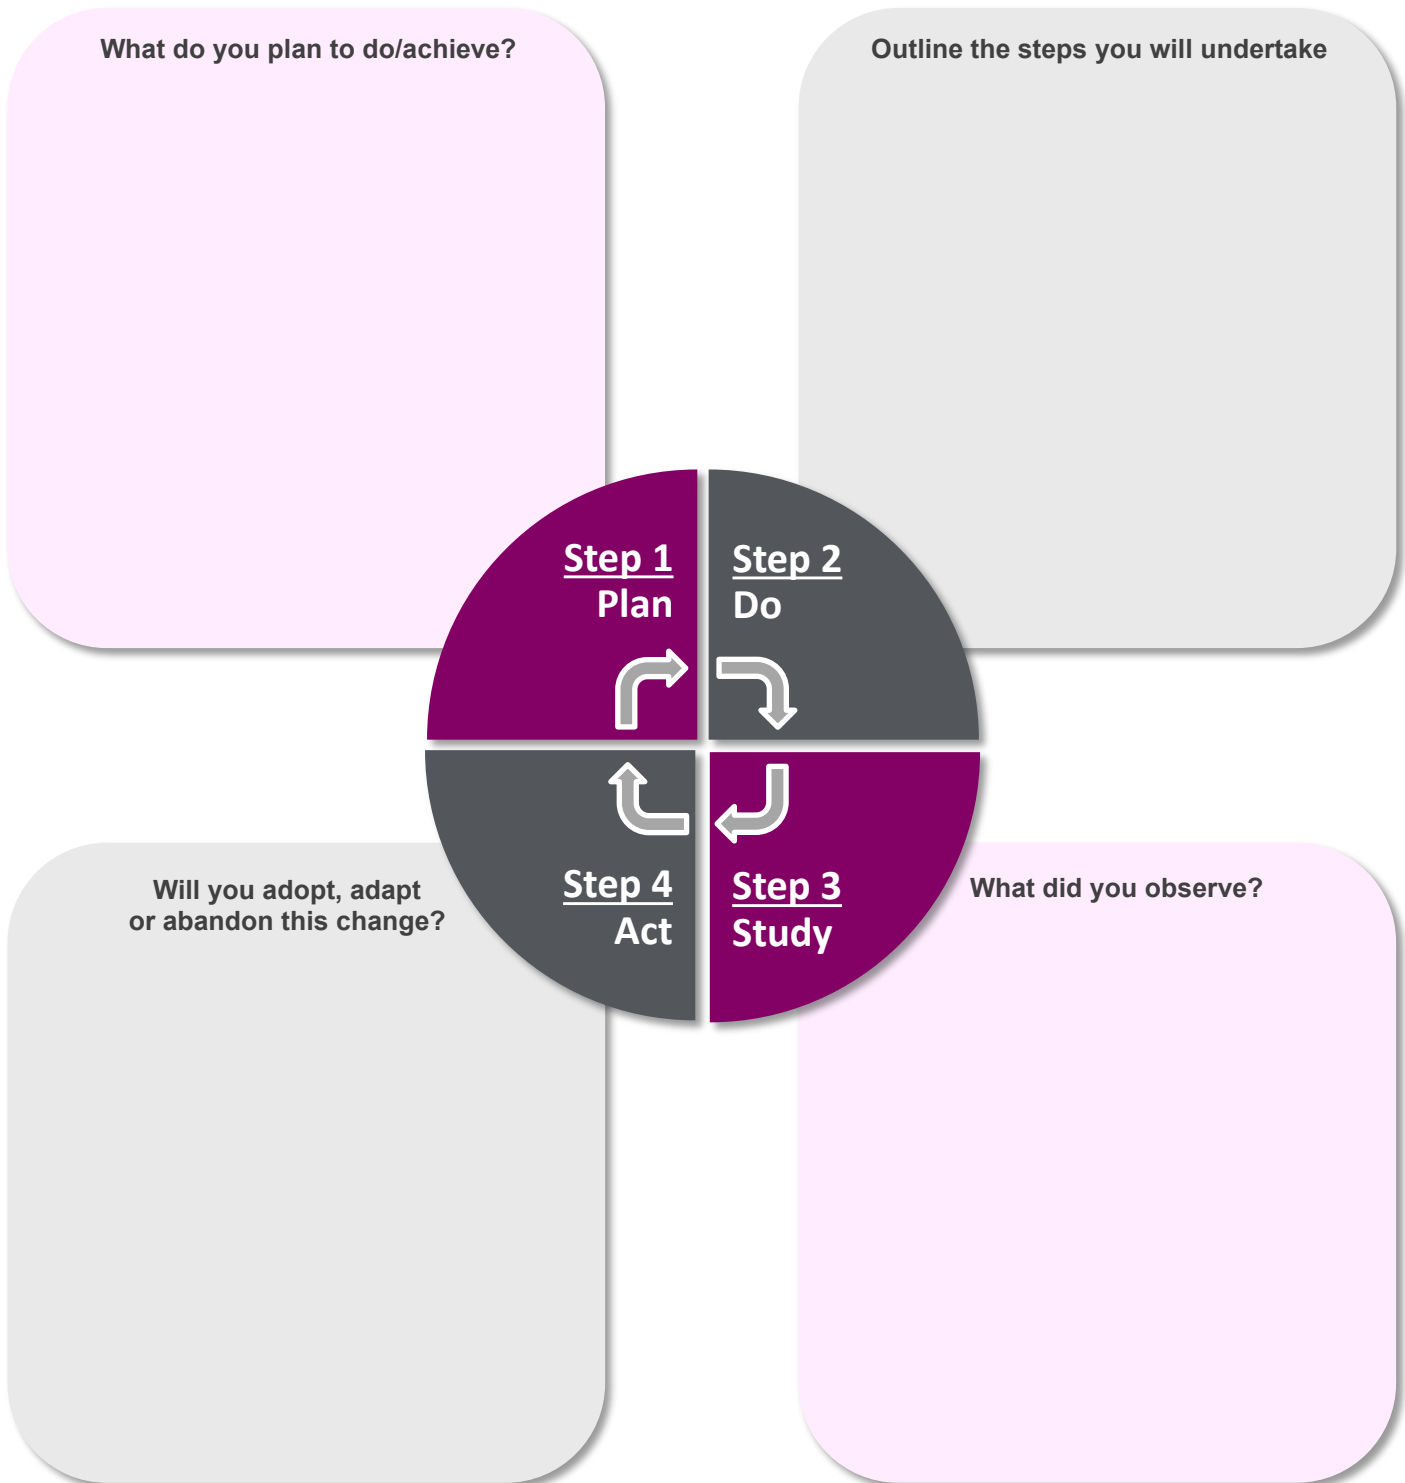 What do you plan to do/achieve?
Outline the steps you will undertake
Step 1
Plan
Step 2
Do
Step 4
Act
Step 3
Study
Will you adopt, adapt
or abandon this change?
What did you observe?